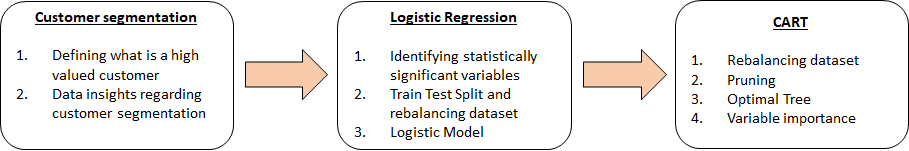 Customer segmentation
1. Defining what is a high
valued customer
2. Data insights regarding
customer segmentation
Logistic Regression
1. Identifying statistically
significant variables
2. Train Test Split and
rebalancing dataset
3. Logistic Model
CART
1. Rebalancing dataset
2. Pruning
3. Optimal Tree
4. Variable importance